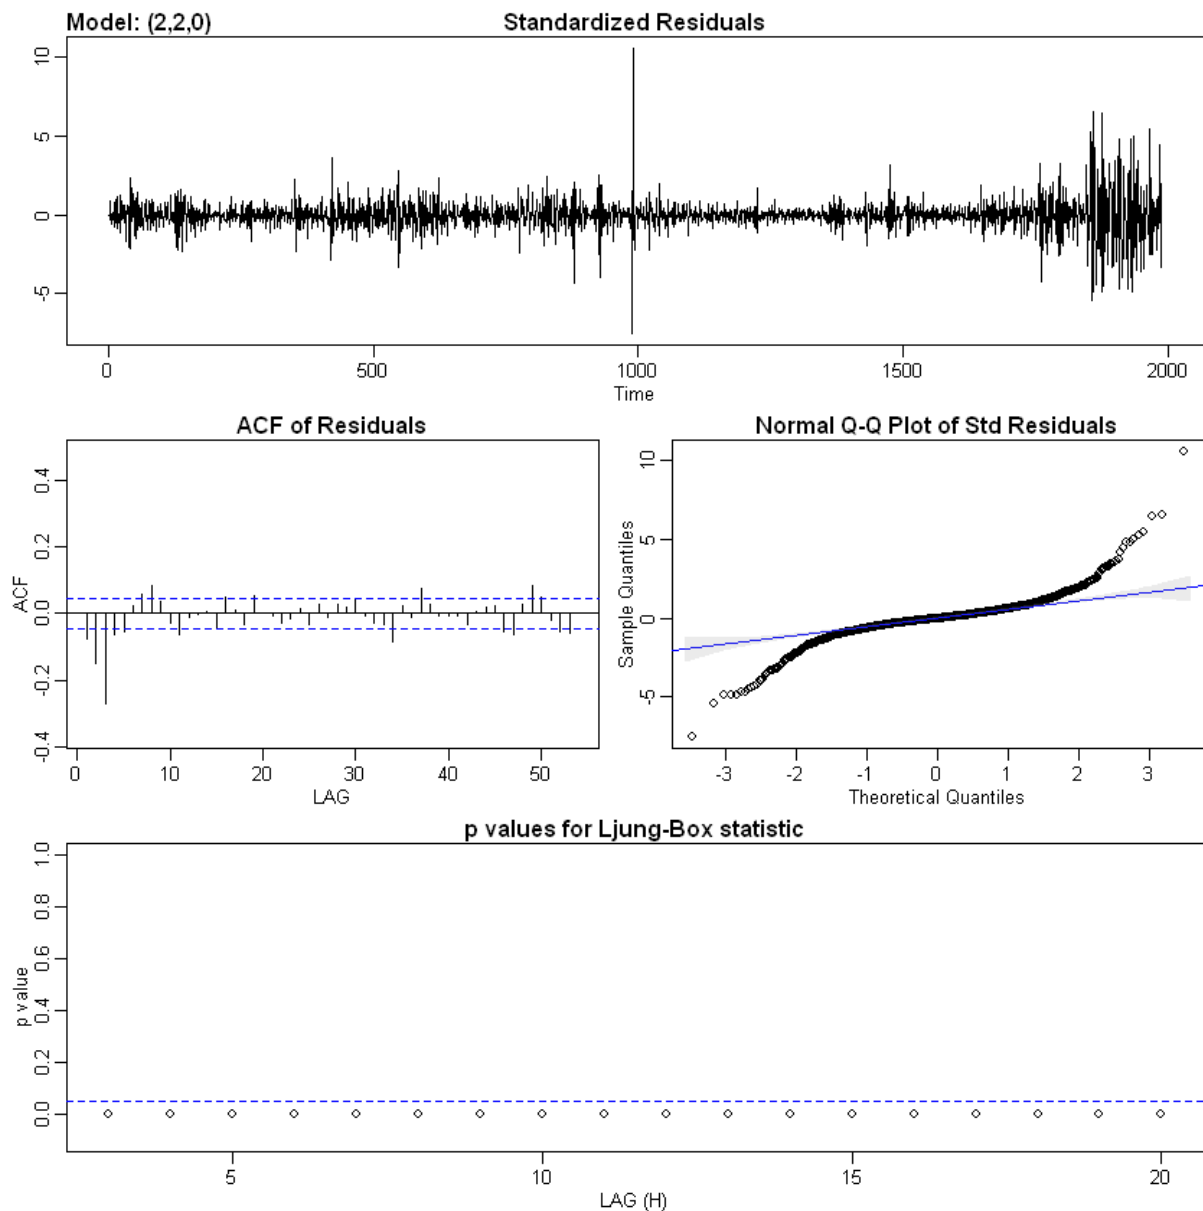 Model: (2,2,0) Standardized Residuals
10
5
0
-5
0 500 1000 1500 2000
Time
ACF of Residuals
0.4
0.2
0.0
-0.2
-0.4
ACF
0 10 20 30 40 50
LAG
Normal Q-Q Plot of Std Residuals
10
5
0
-5
Sample Quantiles
-3 -2 -1 0 1 2 3
Theoretical Quantiles
p values for Ljung-Box statistic
1.0
0.8
0.6
0.4
0.2
0.0
p value
5 10 15 20
LAG (H)